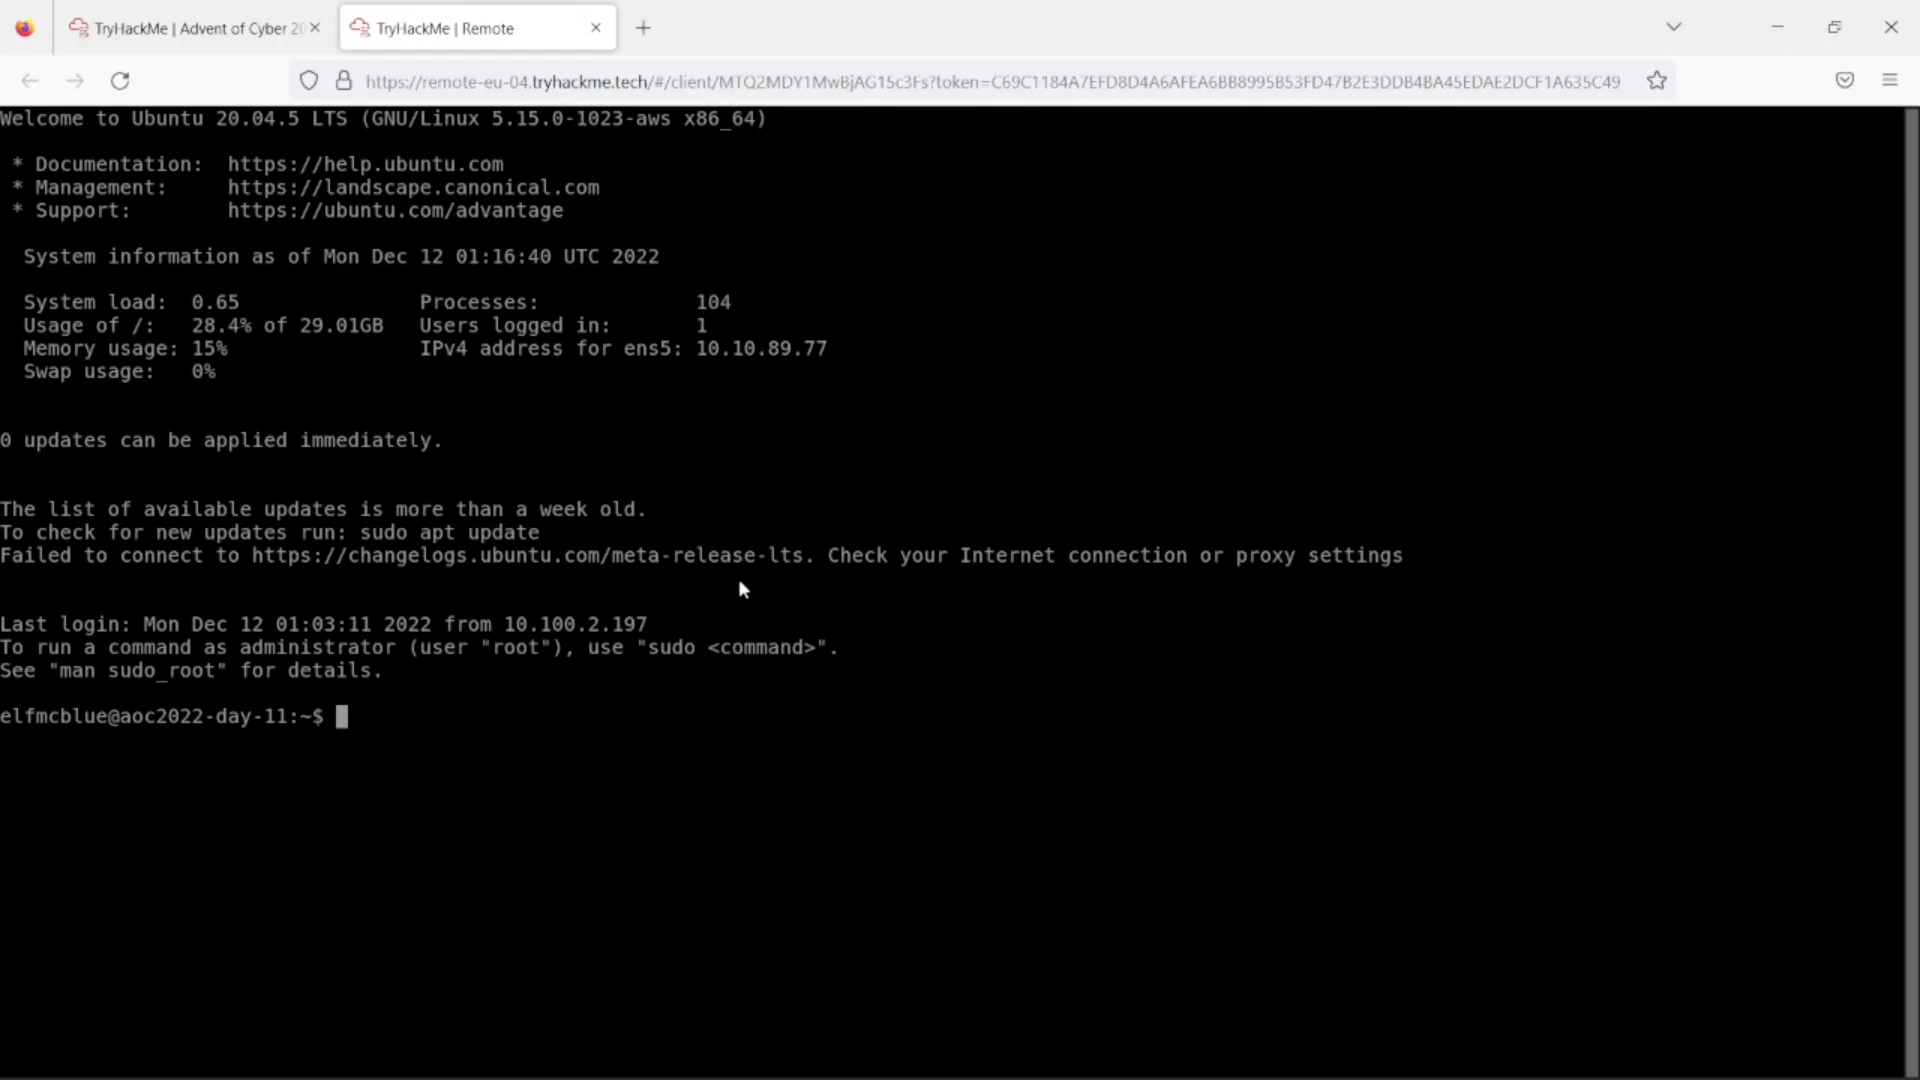 TryHackMe | Advent of Cyber 20
TryHackMe | Remote
https://remote-eu-04.tryhackme.tech/#/client/MTQ2MDY1MwBjAG15c3Fs?token=C69C1184A7EFD8D4A6AFEA6BB8995B53FD47B2E3DDB4BA45EDAE2DCF1A635C49
Welcome to Ubuntu 20.04.5 LTS (GNU/Linux 5.15.0-1023-aws x86_64)
* Documentation: https://help.ubuntu.com
* Management: https://landscape.canonical.com
* Support: https://ubuntu.com/advantage
System information as of Mon Dec 12 01:16:40 UTC 2022
System load: 0.65 Processes: 104
Usage of /: 28.4% of 29.01GB Users logged in: 1
Memory usage: 15% IPv4 address for ens5: 10.10.89.77
Swap usage: 0%
0 updates can be applied immediately.
The list of available updates is more than a week old.
To check for new updates run: sudo apt update
Failed to connect to https://changelogs.ubuntu.com/meta-release-lts. Check your Internet connection or proxy settings
Last login: Mon Dec 12 01:03:11 2022 from 10.100.2.197
To run a command as administrator (user "root"), use "sudo <command>".
See "man sudo_root" for details.
elfmcblue@aoc2022-day-11:~$